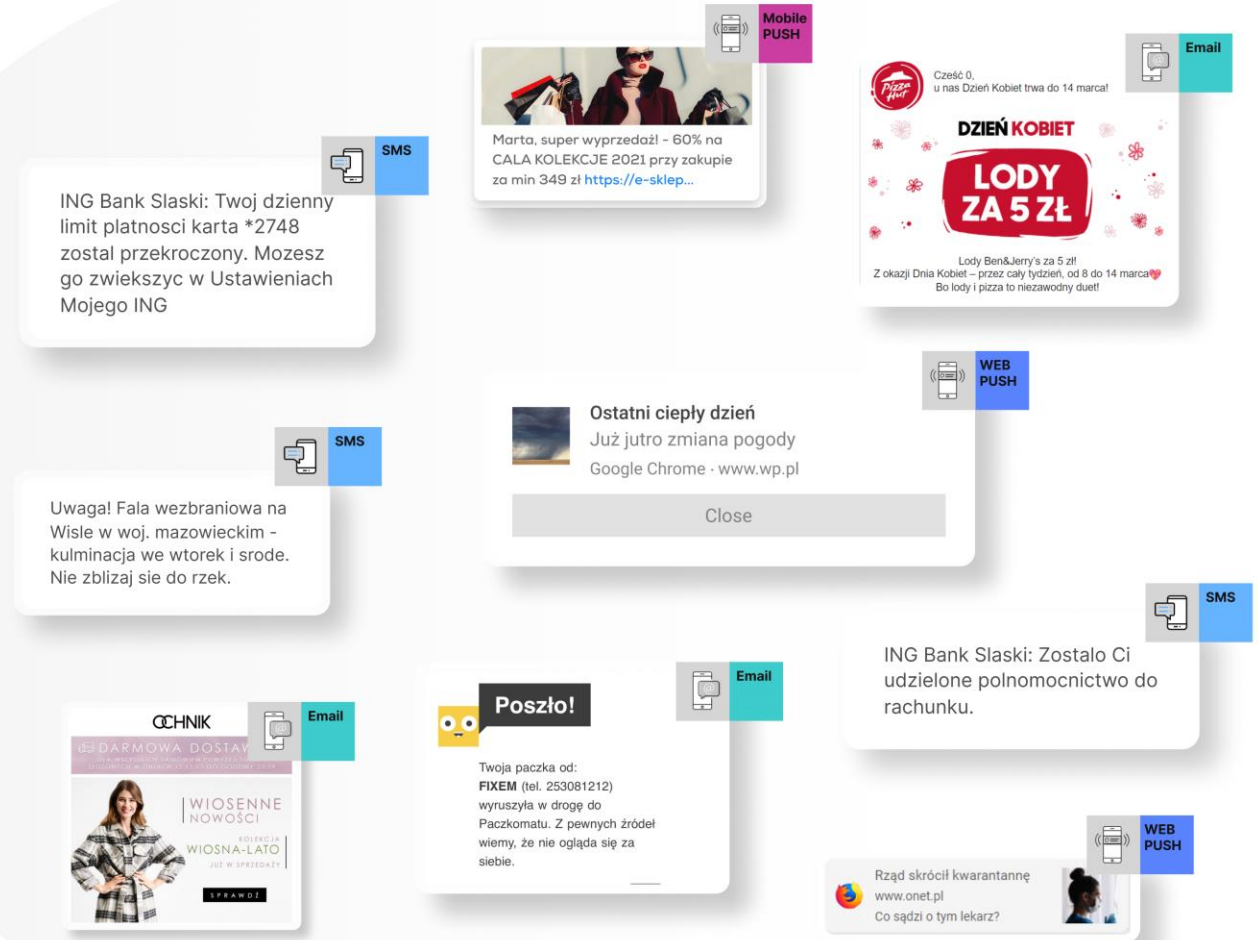 Mobile
PUSH
Marta, super wyprzedaż! - 60% na
CALA KOLEKCJE 2021 przy zakupie
za min 349 zł https://e-sklep...
Email
Pizza
Hut
Cześć 0,
u nas Dzień Kobiet trwa do 14 marca!
DZIEŃ KOBIET
LODY
ZA 5 ZŁ
Lody Ben&Jerry's za 5 zł!
Z okazji Dnia Kobiet – przez cały tydzień, od 8 do 14 marca💖
Bo lody i pizza to niezawodny duet!
SMS
ING Bank Slaski: Twoj dzienny
limit platnosci karta *2748
zostal przekroczony. Mozesz
go zwiekszyc w Ustawieniach
Mojego ING
WEB
PUSH
Ostatni ciepły dzień
Już jutro zmiana pogody
Google Chrome · www.wp.pl
Close
SMS
Uwaga! Fala wezbraniowa na
Wisle w woj. mazowieckim -
kulminacja we wtorek i srode.
Nie zblizaj sie do rzek.
SMS
ING Bank Slaski: Zostalo Ci
udzielone polnomocnictwo do
rachunku.
Email
OCHNIK
DARMOWA DOSTAW
WIOSENNE
NOWOŚCI
KOLEKCJA
WIOSNA-LATO
JUŻ W SPRZEDAŻY
SPRAWDŹ
Email
Poszło!
Twoja paczka od:
FIXEM (tel. 253081212)
wyruszyła w drogę do
Paczkomatu. Z pewnych źródeł
wiemy, że nie ogląda się za
siebie.
WEB
PUSH
Rząd skrócił kwarantannę
www.onet.pl
Co sądzi o tym lekarz?